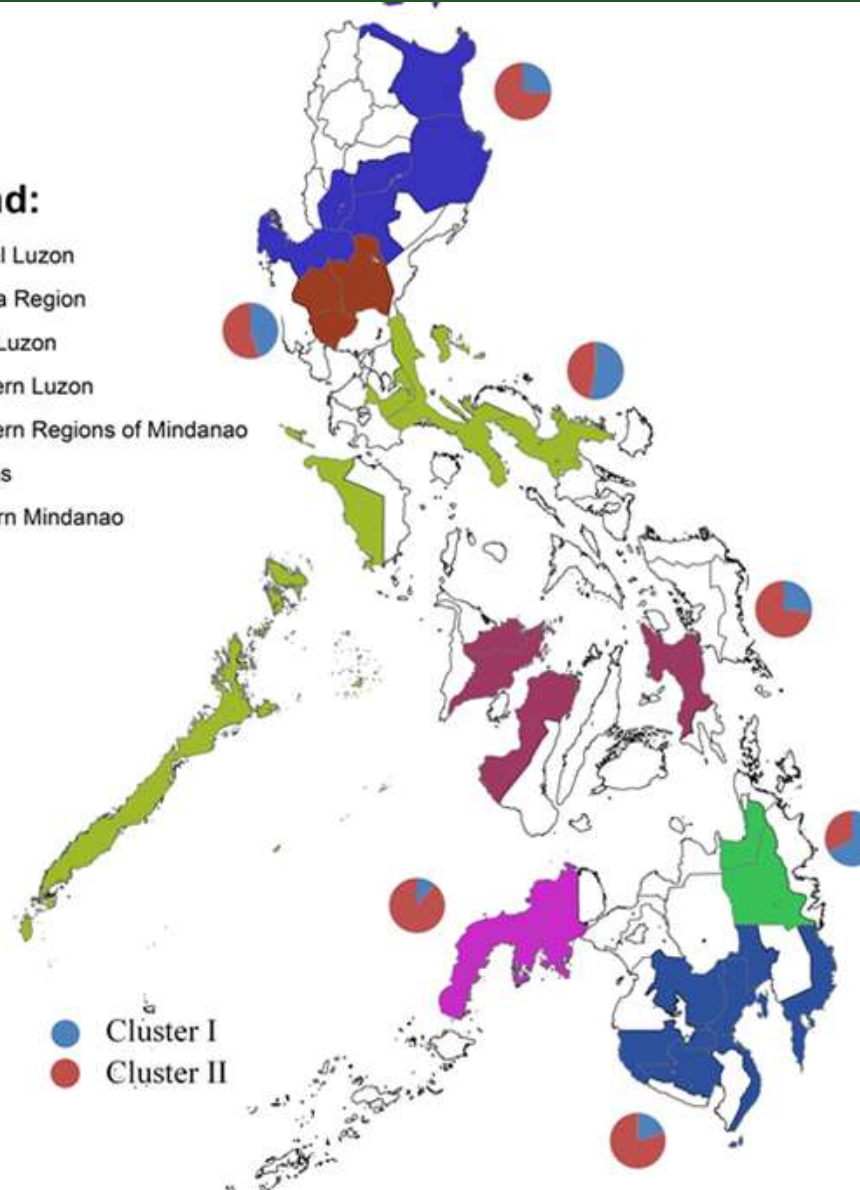 nd:
l Luzon
a Region
Luzon
ern Luzon
ern Regions of Mindanao
s
rn Mindanao
Cluster I
Cluster II